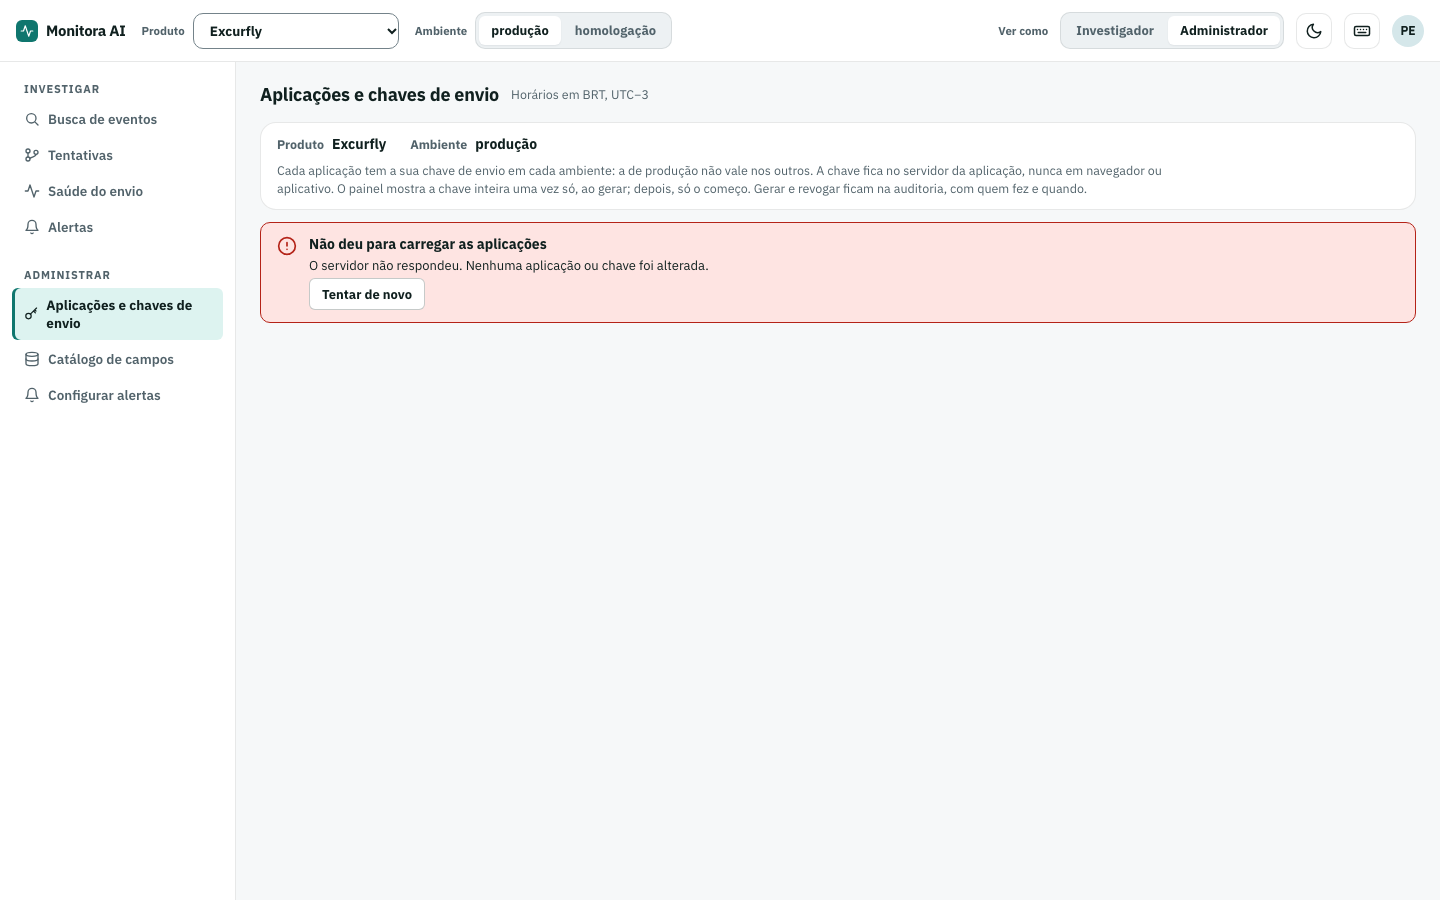 Monitora AI
Produto
Excurfly
Ambiente
produção
homologação
Ver como
Investigador
Administrador
PE
INVESTIGAR
Busca de eventos
Tentativas
Saúde do envio
Alertas
ADMINISTRAR
Aplicações e chaves de
envio
Catálogo de campos
Configurar alertas
Aplicações e chaves de envio
Horários em BRT, UTC−3
Produto Excurfly Ambiente produção
Cada aplicação tem a sua chave de envio em cada ambiente: a de produção não vale nos outros. A chave fica no servidor da aplicação, nunca em navegador ou
aplicativo. O painel mostra a chave inteira uma vez só, ao gerar; depois, só o começo. Gerar e revogar ficam na auditoria, com quem fez e quando.
Não deu para carregar as aplicações
O servidor não respondeu. Nenhuma aplicação ou chave foi alterada.
Tentar de novo